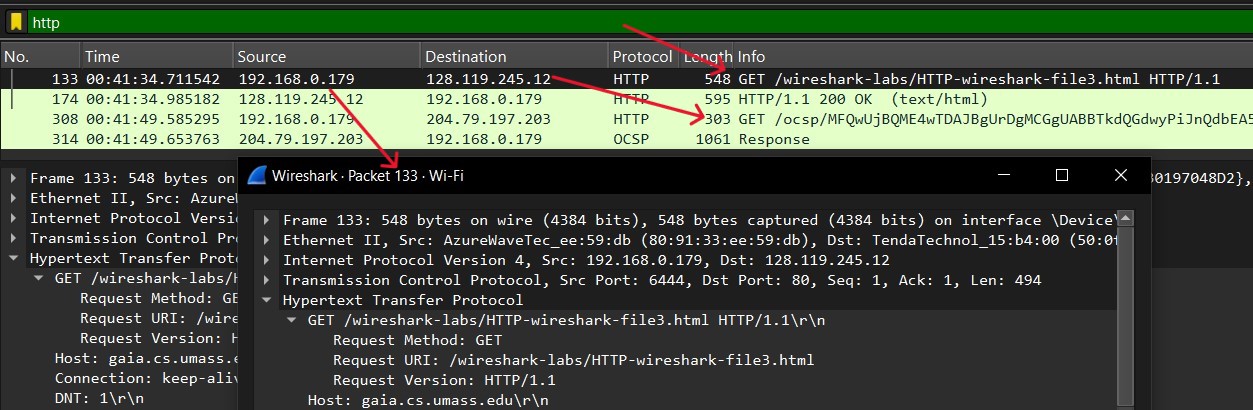 http
No. Time Source Destination Protocol Length Info
133 00:41:34.711542 192.168.0.179 128.119.245.12 HTTP 548 GET /wireshark-labs/HTTP-wireshark-file3.html HTTP/1.1
174 00:41:34.985182 128.119.245.12 192.168.0.179 HTTP 595 HTTP/1.1 200 OK (text/html)
308 00:41:49.585295 192.168.0.179 204.79.197.203 HTTP 303 GET /ocsp/MFQwUjBQME4wTDAJBgUrDgMCGgUABBTkdQGdwyPiJnQdbEA5
314 00:41:49.653763 204.79.197.203 192.168.0.179 OCSP 1061 Response
Frame 133: 548 bytes on
Ethernet II, Src: AzureW
Internet Protocol Versio
Transmission Control Pr
Hypertext Transfer Prot
GET /wireshark-labs/H
Request Method: GE
Request URI: /wire
Request Version: H
Host: gaia.cs.umass.e
Connection: keep-aliv
DNT: 1\r\n
30197048D2},
Wireshark · Packet 133 · Wi-Fi
Frame 133: 548 bytes on wire (4384 bits), 548 bytes captured (4384 bits) on interface \Device\
Ethernet II, Src: AzureWaveTec_ee:59:db (80:91:33:ee:59:db), Dst: TendaTechnol_15:b4:00 (50:0f
Internet Protocol Version 4, Src: 192.168.0.179, Dst: 128.119.245.12
Transmission Control Protocol, Src Port: 6444, Dst Port: 80, Seq: 1, Ack: 1, Len: 494
Hypertext Transfer Protocol
GET /wireshark-labs/HTTP-wireshark-file3.html HTTP/1.1\r\n
Request Method: GET
Request URI: /wireshark-labs/HTTP-wireshark-file3.html
Request Version: HTTP/1.1
Host: gaia.cs.umass.edu\r\n